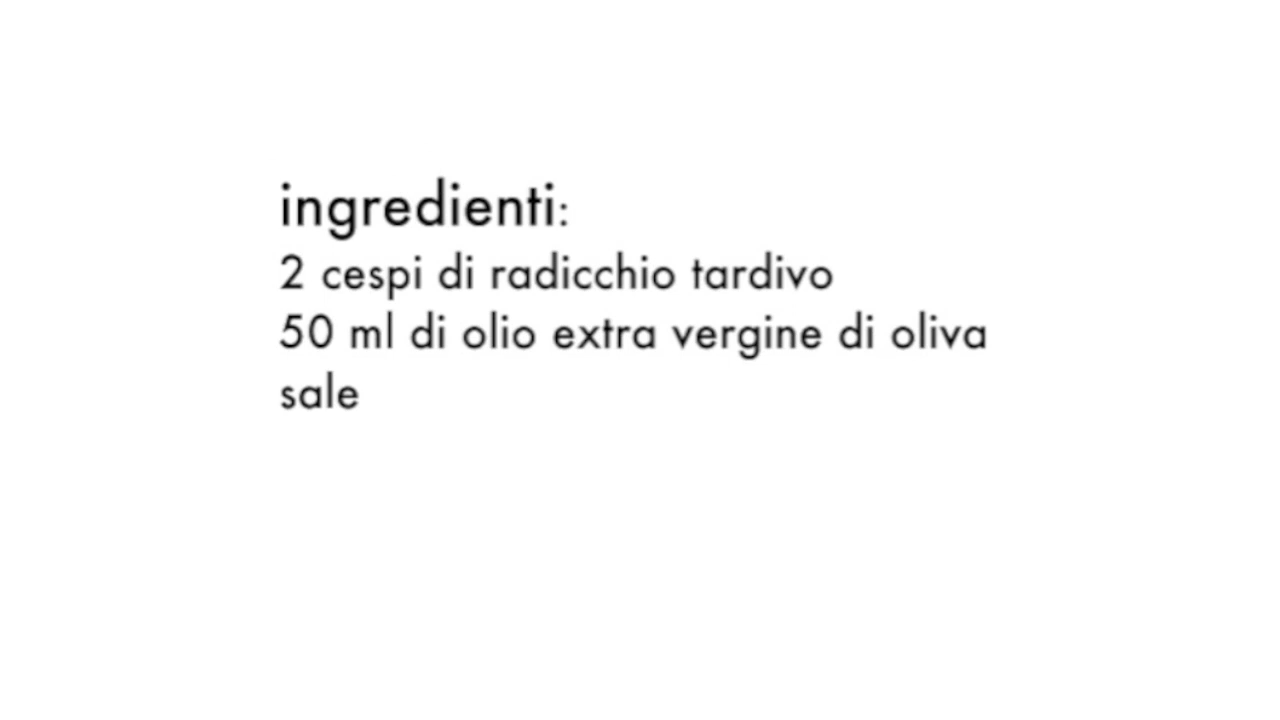 ingredienti:
2 cespi di radicchio tardivo
50 ml di olio extra vergine di oliva
sale